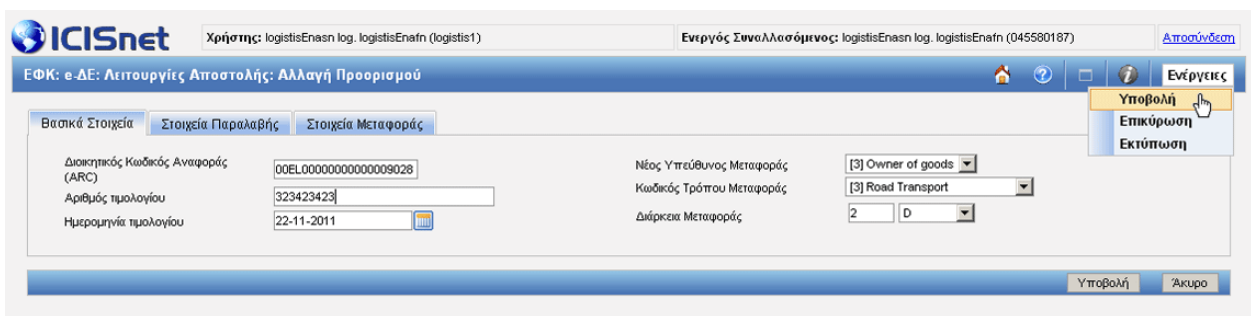 ICISnet Χρήστης: logistisEnasn log. logistisEnafn (logistis1) Ενεργός Συναλλασόμενος: logistisEnasn log. logistisEnafn (045580187) Αποσύνδεση
ΕΦΚ: e-ΔΕ: Λειτουργίες Αποστολής: Αλλαγή Προορισμού Ενέργειες
Υποβολή
Επικύρωση
Εκτύπωση
Βασικά Στοιχεία Στοιχεία Παραλαβής Στοιχεία Μεταφοράς
Διοικητικός Κωδικός Αναφοράς (ARC) 00EL00000000000009028
Αριθμός τιμολογίου 323423423
Ημερομηνία τιμολογίου 22-11-2011
Νέος Υπεύθυνος Μεταφοράς [3] Owner of goods
Κωδικός Τρόπου Μεταφοράς [3] Road Transport
Διάρκεια Μεταφοράς 2 D
Υποβολή Άκυρο